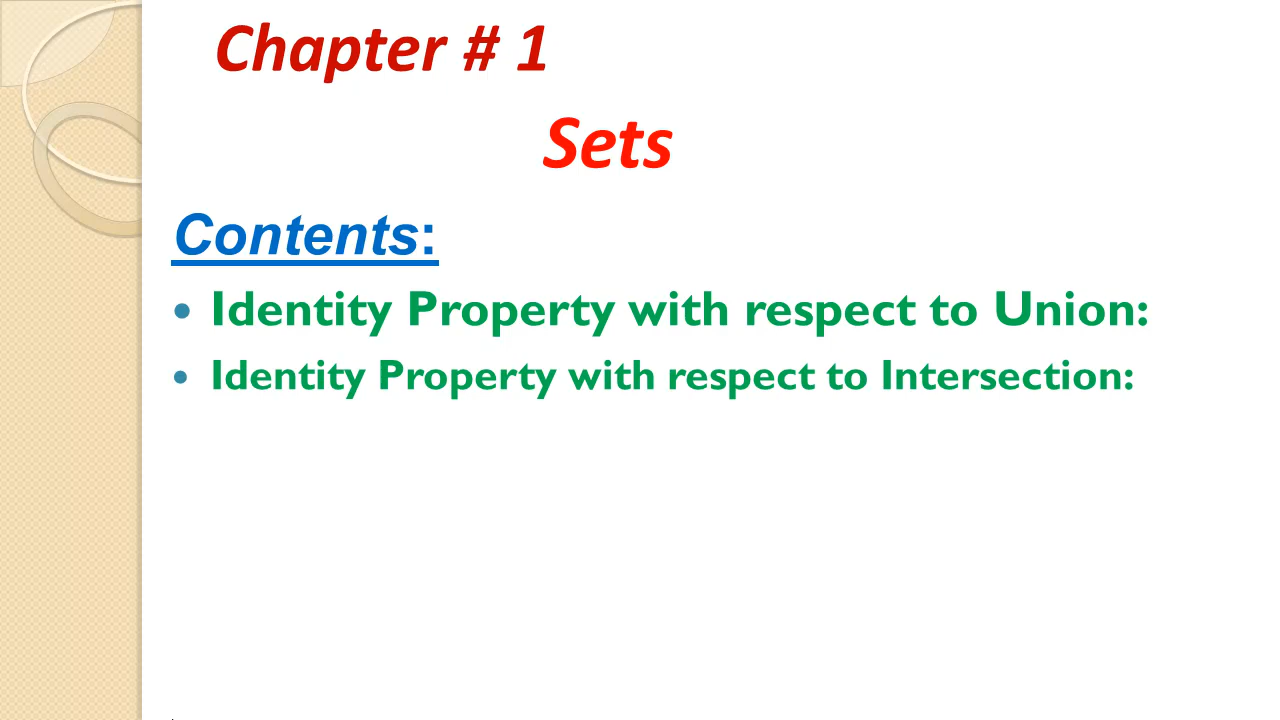 Chapter # 1
Sets
Contents:
• Identity Property with respect to Union:
• Identity Property with respect to Intersection: